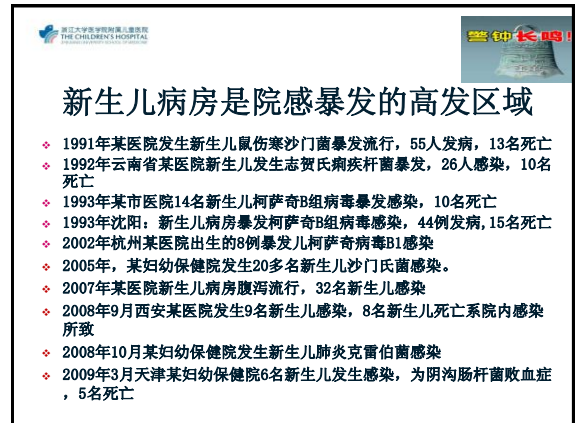 浙江大学医学院附属儿童医院
THE CHILDREN'S HOSPITAL
警钟长鸣!
新生儿病房是院感暴发的高发区域
1991年某医院发生新生儿鼠伤寒沙门菌暴发流行，55人发病，13名死亡
1992年云南省某医院新生儿发生志贺氏痢疾杆菌暴发，26人感染，10名
死亡
1993年某市医院14名新生儿柯萨奇B组病毒暴发感染，10名死亡
1993年沈阳：新生儿病房暴发柯萨奇B组病毒感染，44例发病,15名死亡
2002年杭州某医院出生的8例暴发儿柯萨奇病毒B1感染
2005年，某妇幼保健院发生20多名新生儿沙门氏菌感染。
2007年某医院新生儿病房腹泻流行，32名新生儿感染
2008年9月西安某医院发生9名新生儿感染，8名新生儿死亡系院内感染
所致
2008年10月某妇幼保健院发生新生儿肺炎克雷伯菌感染
2009年3月天津某妇幼保健院6名新生儿发生感染，为阴沟肠杆菌败血症
，5名死亡